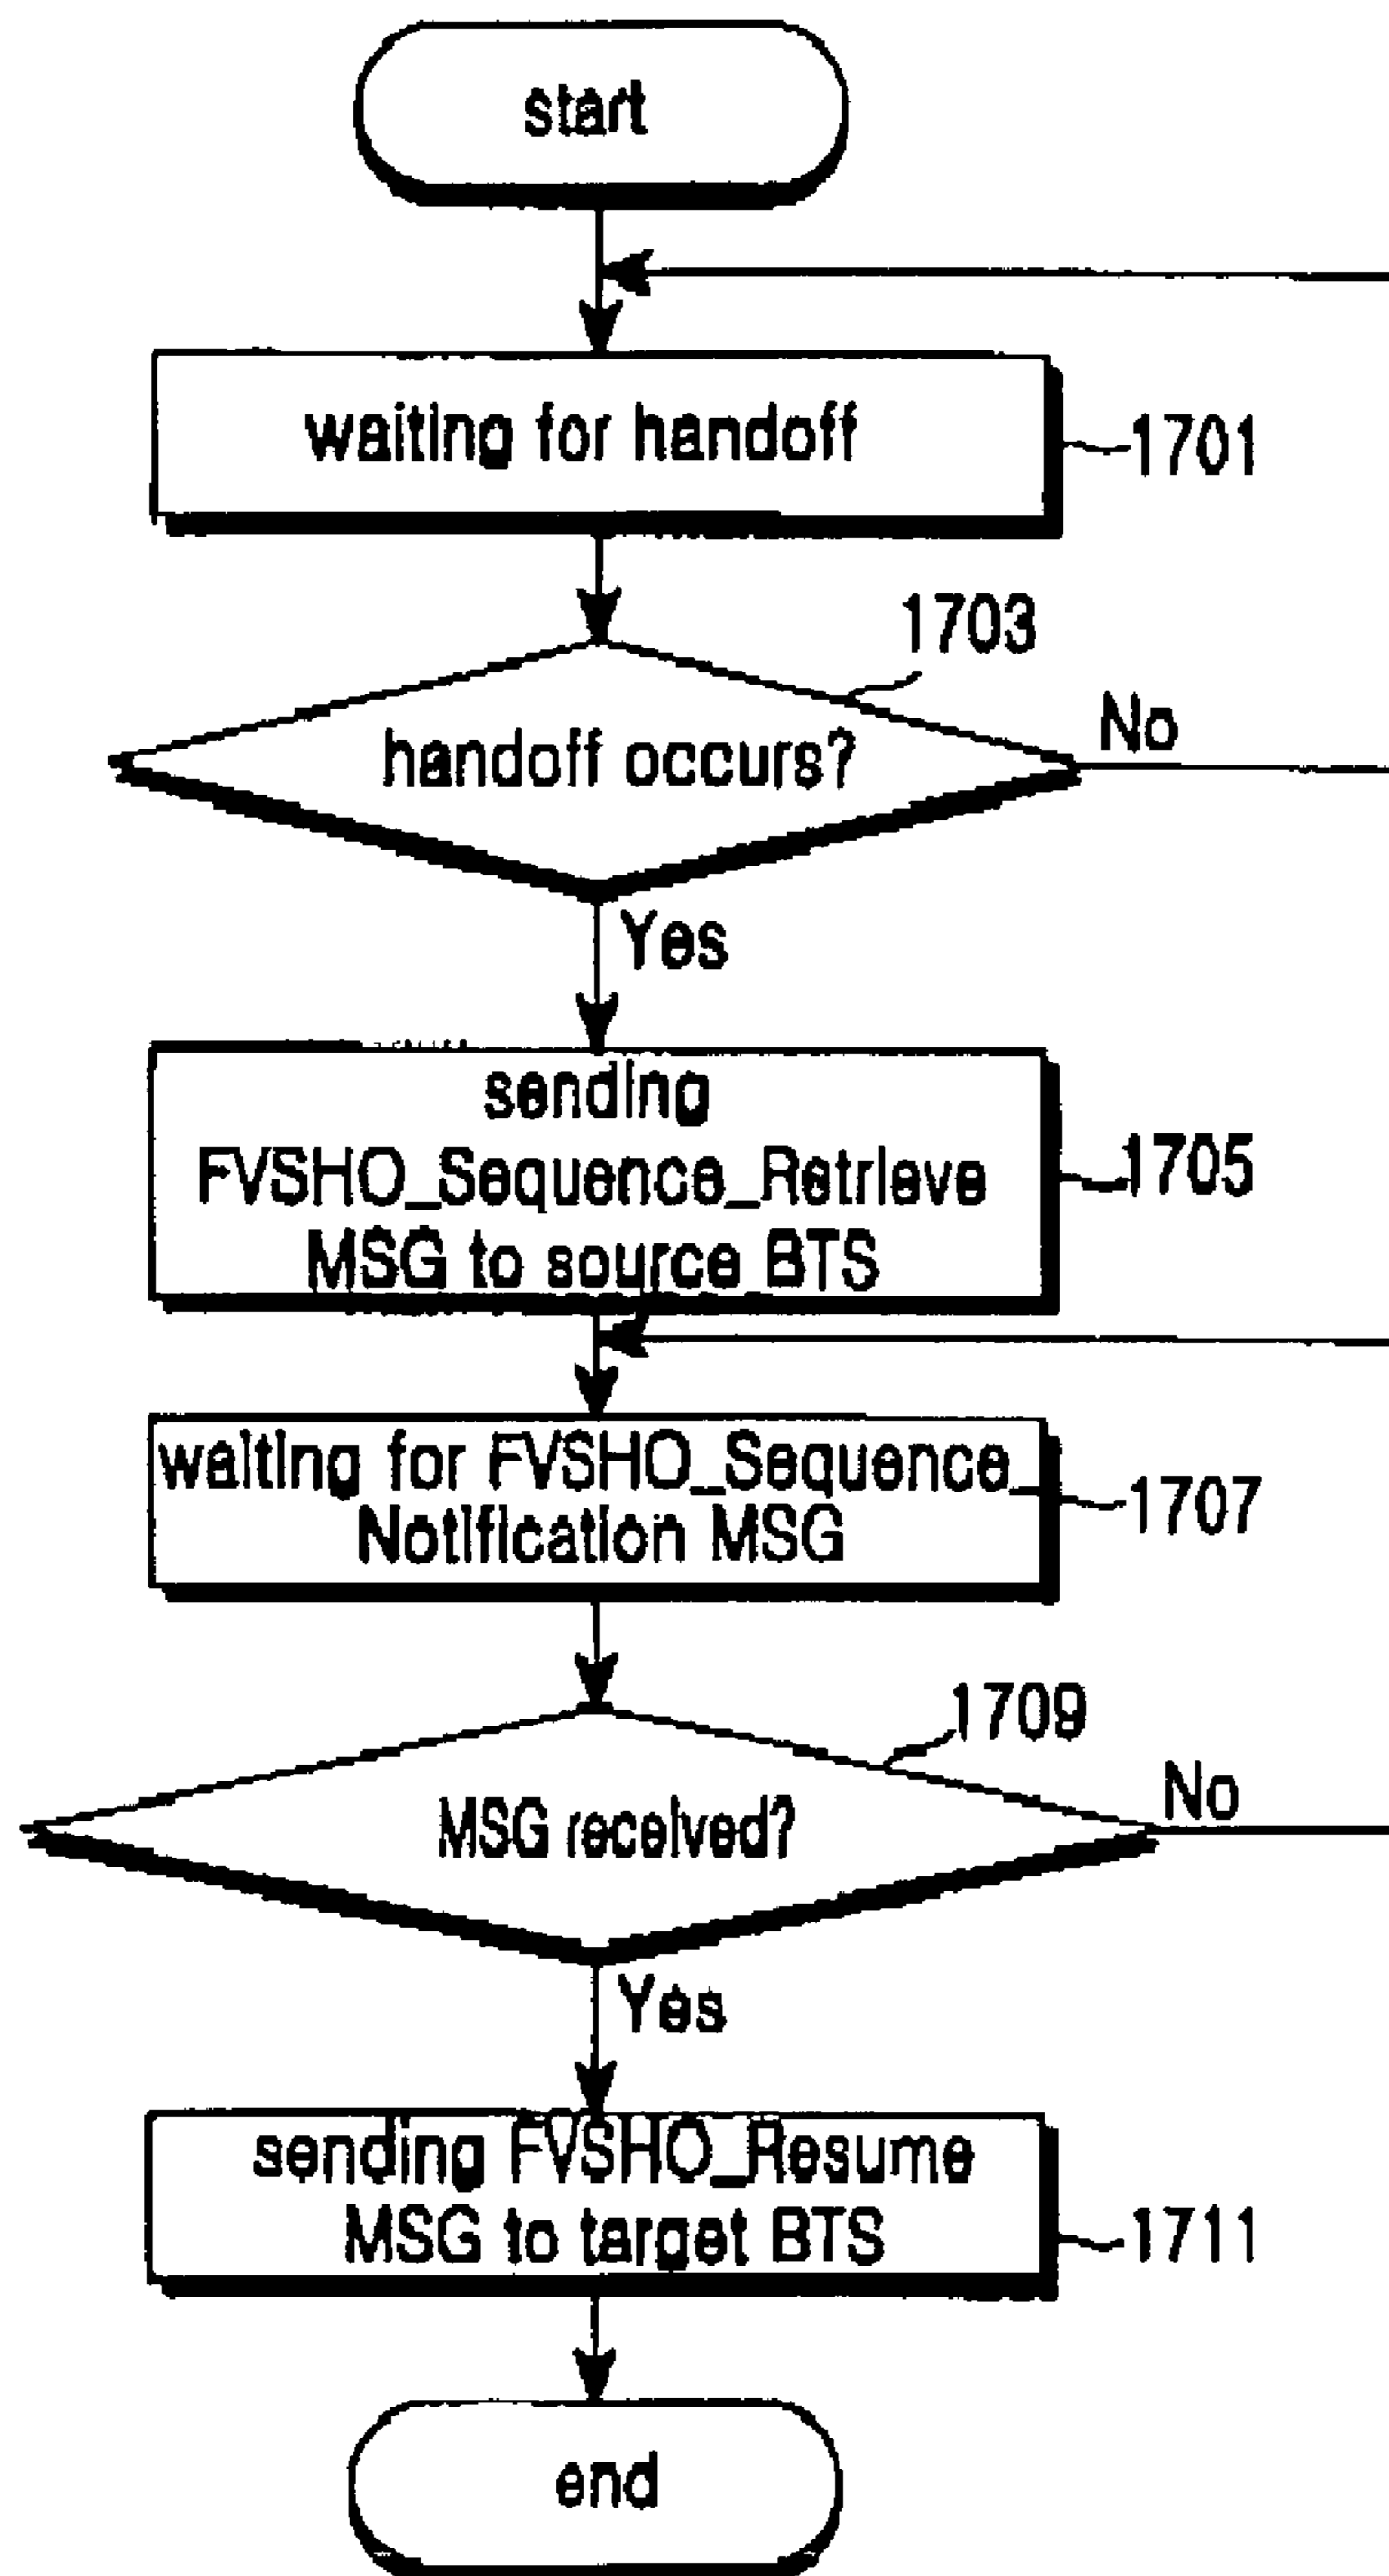 start
waiting for handoff
1701
1703
handoff occurs?
No
Yes
sending
FVSHO_Sequence_Retrieve
MSG to source BTS
1705
waiting for FVSHO_Sequence_
Notification MSG
1707
1709
MSG received?
No
Yes
sending FVSHO_Resume
MSG to target BTS
1711
end